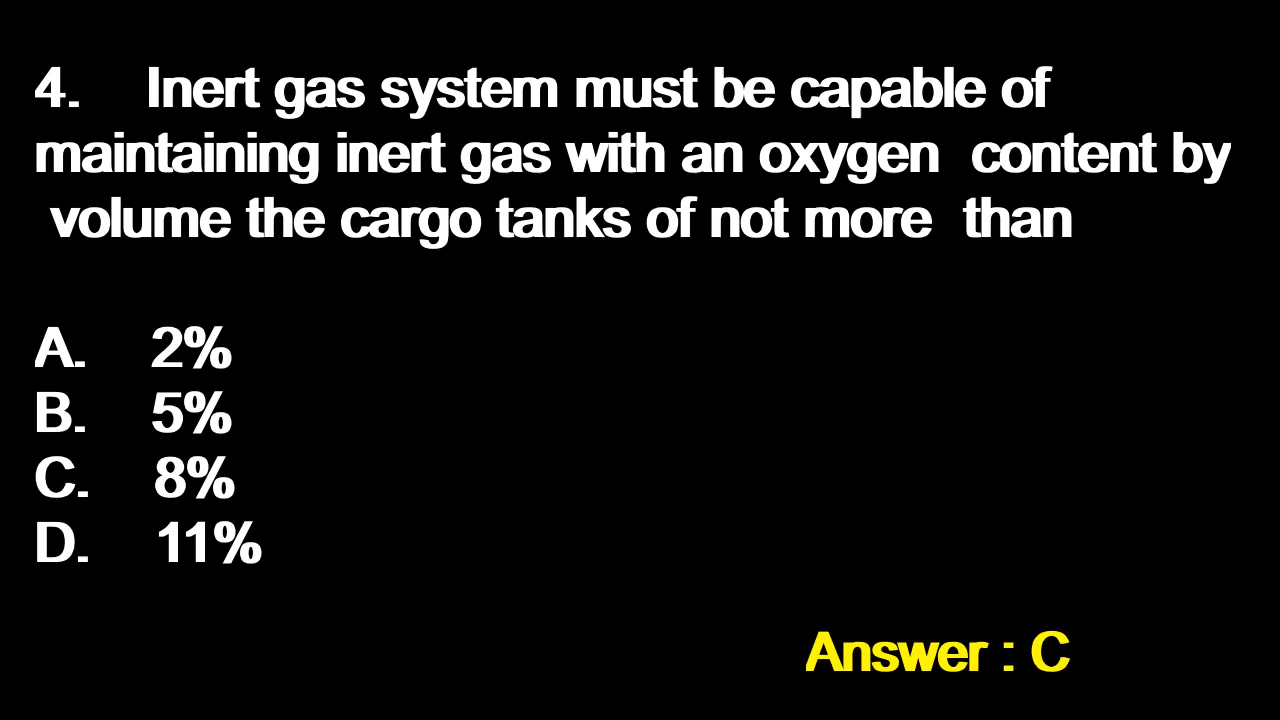 4. Inert gas system must be capable of
maintaining inert gas with an oxygen content by
volume the cargo tanks of not more than
A. 2%
B. 5%
C. 8%
D. 11%
Answer : C